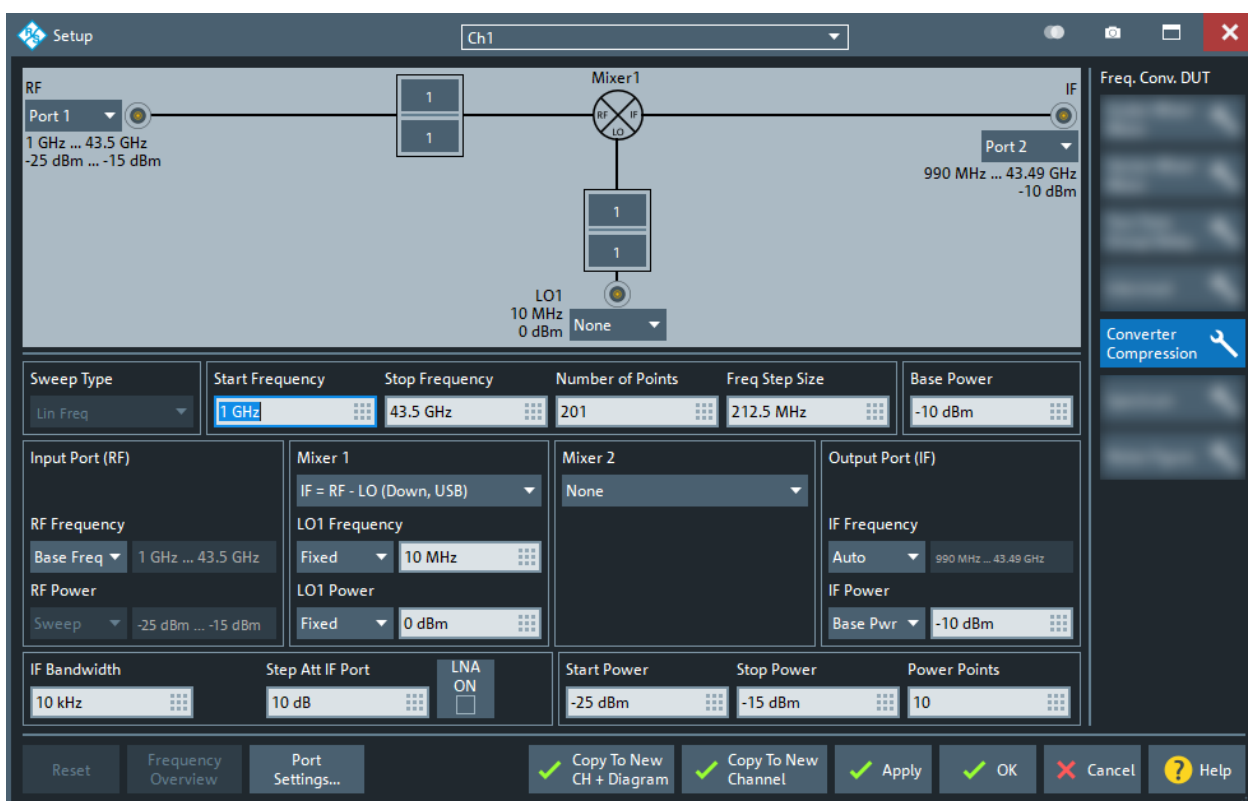 Setup
Ch1
RF
Port 1
1 GHz ... 43.5 GHz
-25 dBm ... -15 dBm
1
1
Mixer1
RF
IF
LO
IF
Port 2
990 MHz ... 43.49 GHz
-10 dBm
1
1
LO1
10 MHz
0 dBm
None
Freq. Conv. DUT
Converter
Compression
Sweep Type
Lin Freq
Start Frequency
1 GHz
Stop Frequency
43.5 GHz
Number of Points
201
Freq Step Size
212.5 MHz
Base Power
-10 dBm
Input Port (RF)
RF Frequency
Base Freq
1 GHz ... 43.5 GHz
RF Power
Sweep
-25 dBm ... -15 dBm
Mixer 1
IF = RF - LO (Down, USB)
LO1 Frequency
Fixed
10 MHz
LO1 Power
Fixed
0 dBm
Mixer 2
None
Output Port (IF)
IF Frequency
Auto
990 MHz ... 43.49 GHz
IF Power
Base Pwr
-10 dBm
IF Bandwidth
10 kHz
Step Att IF Port
10 dB
LNA
ON
Start Power
-25 dBm
Stop Power
-15 dBm
Power Points
10
Reset
Frequency
Overview
Port
Settings...
Copy To New
CH + Diagram
Copy To New
Channel
Apply
OK
Cancel
? Help